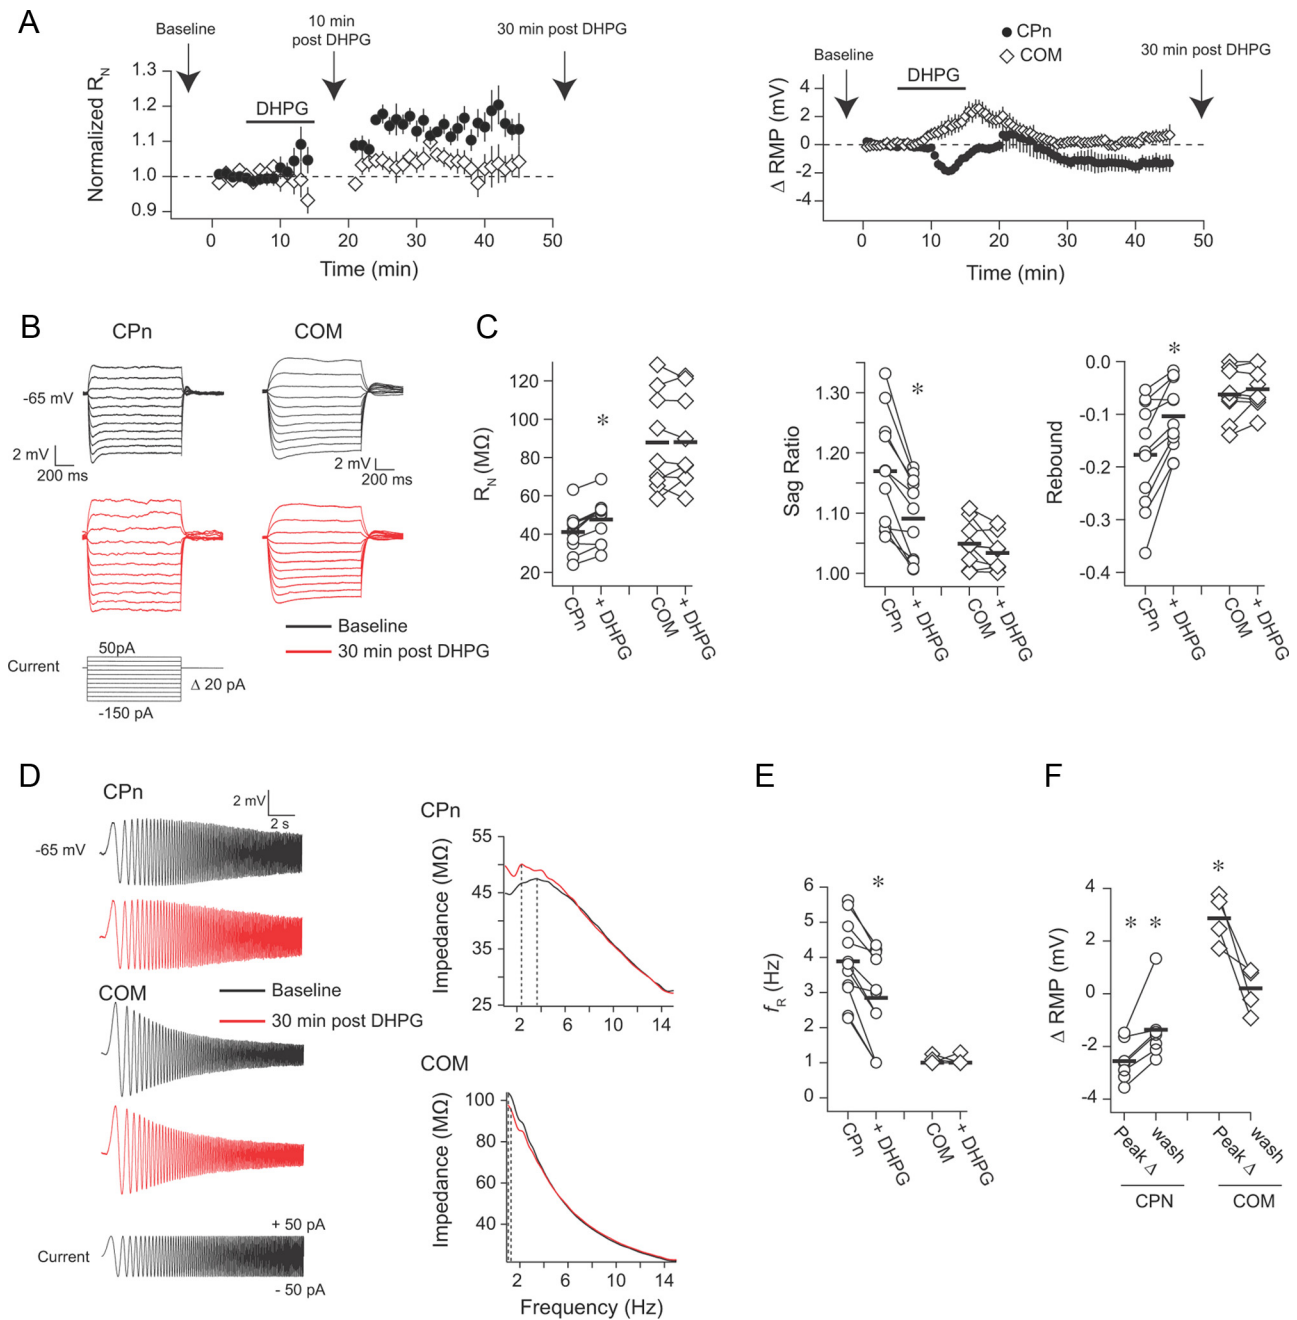 A
Baseline
10 min
post DHPG
30 min post DHPG
Normalized RN
1.3
1.2
1.1
1.0
0.9
DHPG
0 10 20 30 40 50
Time (min)
CPn
COM
Baseline
30 min post DHPG
DHPG
Δ RMP (mV)
4
2
0
-2
-4
0 10 20 30 40 50
Time (min)
B
CPn COM
-65 mV
2 mV
200 ms
2 mV
200 ms
Baseline
30 min post DHPG
Current
50pA
Δ 20 pA
-150 pA
C
RN (MΩ)
120
100
80
60
40
20
*
CPn
+ DHPG
COM
+ DHPG
Sag Ratio
1.30
1.20
1.10
1.00
*
CPn
+ DHPG
COM
+ DHPG
Rebound
0.0
-0.1
-0.2
-0.3
-0.4
*
CPn
+ DHPG
COM
+ DHPG
D
CPn
2 mV
2 s
-65 mV
COM
Baseline
30 min post DHPG
+ 50 pA
Current
- 50 pA
CPn
Impedance (MΩ)
55
45
35
25
2 6 10 14
COM
Impedance (MΩ)
100
80
60
40
2 6 10 14
Frequency (Hz)
E
fR (Hz)
6
5
4
3
2
1
0
*
CPn
+ DHPG
COM
+ DHPG
F
Δ RMP (mV)
4
2
0
-2
-4
* *
*
Peak Δ
wash
Peak Δ
wash
CPN
COM